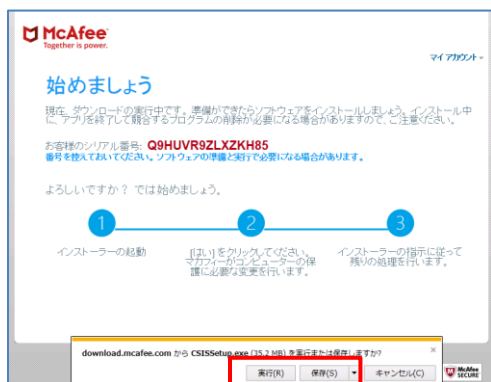 McAfee
Together is power.
マイ アカウント
始めましょう
現在、ダウンロードの実行中です。準備ができたらソフトウェアをインストールしましょう。インストール中
に、アプリを終了して競合するプログラムの削除が必要になる場合がありますので、ご注意ください。
お客様のシリアル番号: Q9HUVR9ZLXZKH85
番号を控えておいてください。ソフトウェアの準備と実行で必要になる場合があります。
よろしいですか? では始めましょう。
1 2 3
インストーラーの起動
[はい] をクリックしてください。
マカフィーがコンピューターの保
護に必要な変更を行います。
インストーラーの指示に従って
残りの処理を行います。
download.mcafee.com から CSISSetup.exe (35.2 MB) を実行または保存しますか?
×
実行(R) 保存(S) キャンセル(C)
McAfee
SECURE